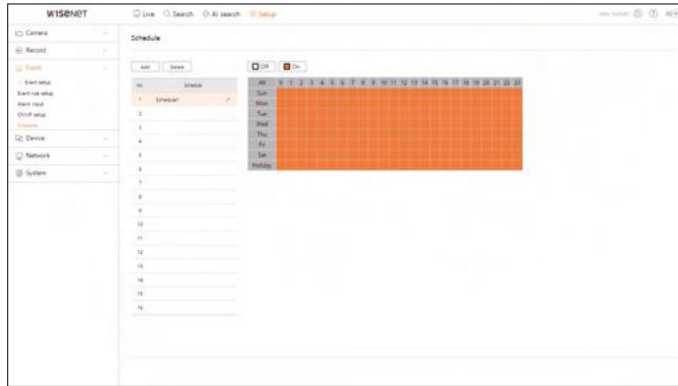 WISENET
Live Search AI search Setup
Camera
Schedule
Record
Event
Add Delete
Off On
Event setup
Event rule setup
Alarm input
ONVIF setup
Schedule
No Schedule
All 0 1 2 3 4 5 6 7 8 9 10 11 12 13 14 15 16 17 18 19 20 21 22 23
1 Schedule1
Sun
Mon
2
Tue
3
Wed
Thu
4
Fri
5
Sat
6
Holiday
Device
Network
System
7
8
9
10
11
12
13
14
15
16